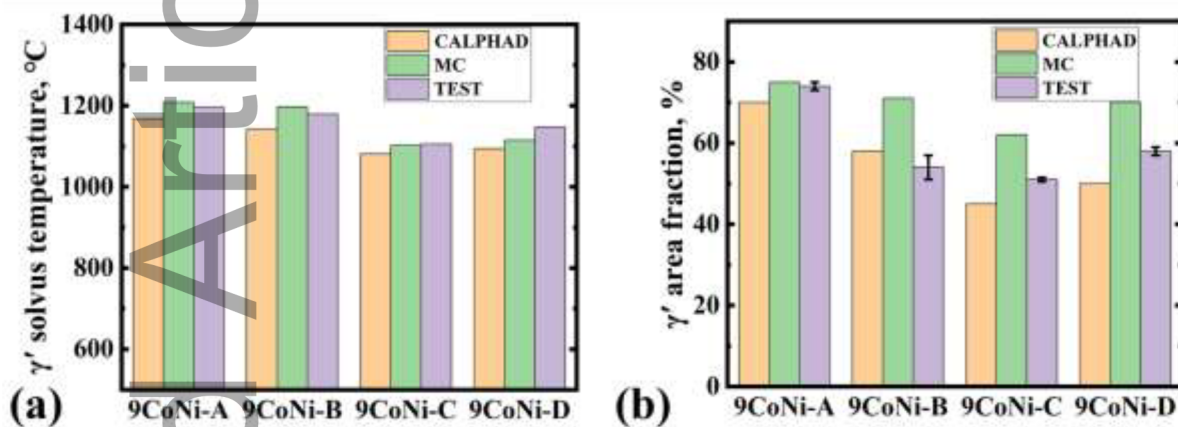 1400
1200
1000
800
600
γ′ solvus temperature, °C
CALPHAD
MC
TEST
9CoNi-A 9CoNi-B 9CoNi-C 9CoNi-D
(a)
80
60
40
20
0
γ′ area fraction, %
CALPHAD
MC
TEST
9CoNi-A 9CoNi-B 9CoNi-C 9CoNi-D
(b)
Artic